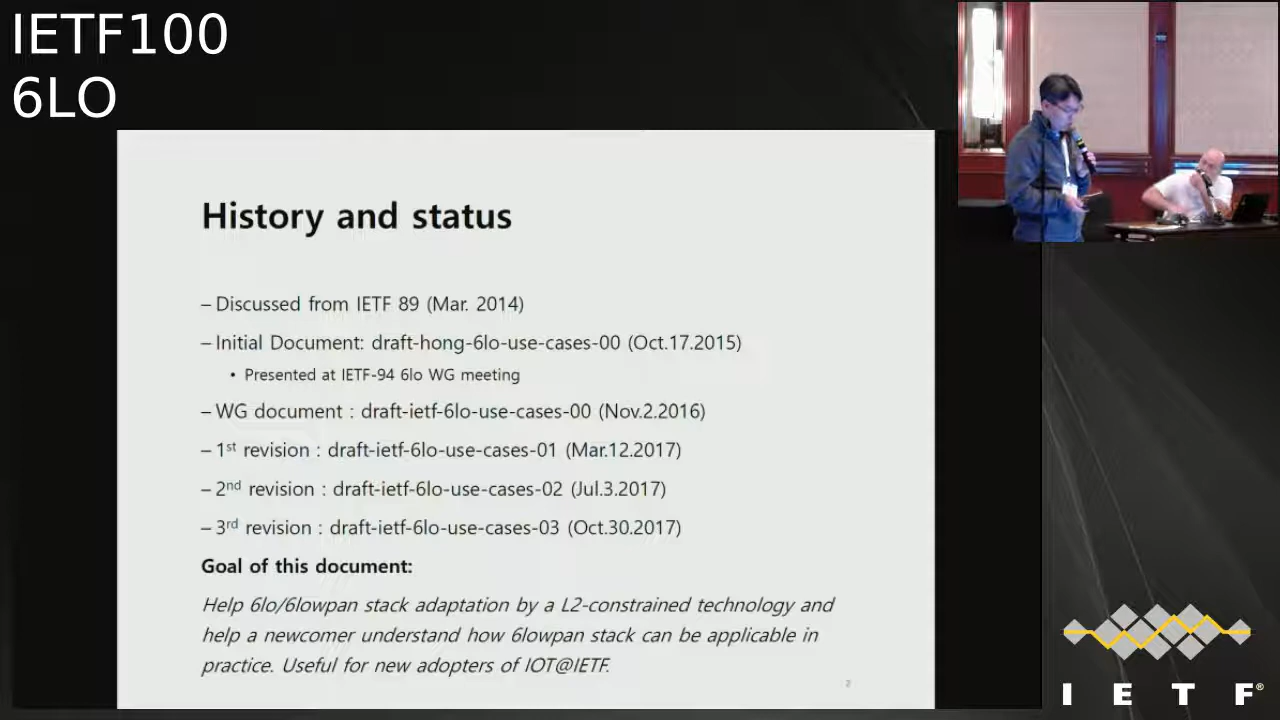 IETF100
6LO
History and status
– Discussed from IETF 89 (Mar. 2014)
– Initial Document: draft-hong-6lo-use-cases-00 (Oct.17.2015)
• Presented at IETF-94 6lo WG meeting
– WG document : draft-ietf-6lo-use-cases-00 (Nov.2.2016)
– 1st revision : draft-ietf-6lo-use-cases-01 (Mar.12.2017)
– 2nd revision : draft-ietf-6lo-use-cases-02 (Jul.3.2017)
– 3rd revision : draft-ietf-6lo-use-cases-03 (Oct.30.2017)
Goal of this document:
Help 6lo/6lowpan stack adaptation by a L2-constrained technology and
help a newcomer understand how 6lowpan stack can be applicable in
practice. Useful for new adopters of IOT@IETF.
2
I E T F®